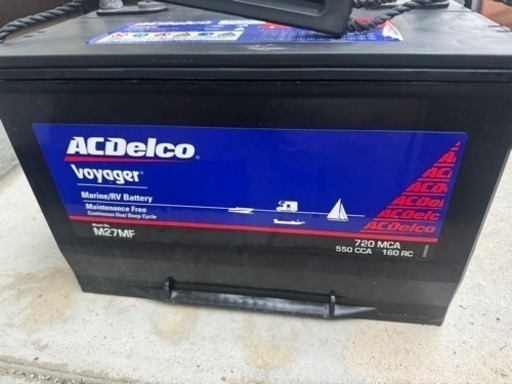 ACDelco
Voyager
Marine/RV Battery
Maintenance Free
Continuous Use/Deep Cycle
M27MF
720 MCA
550 CCA 160 RC
ACDelco
ACDelco
ACDelco
ACDelco
ACDelco